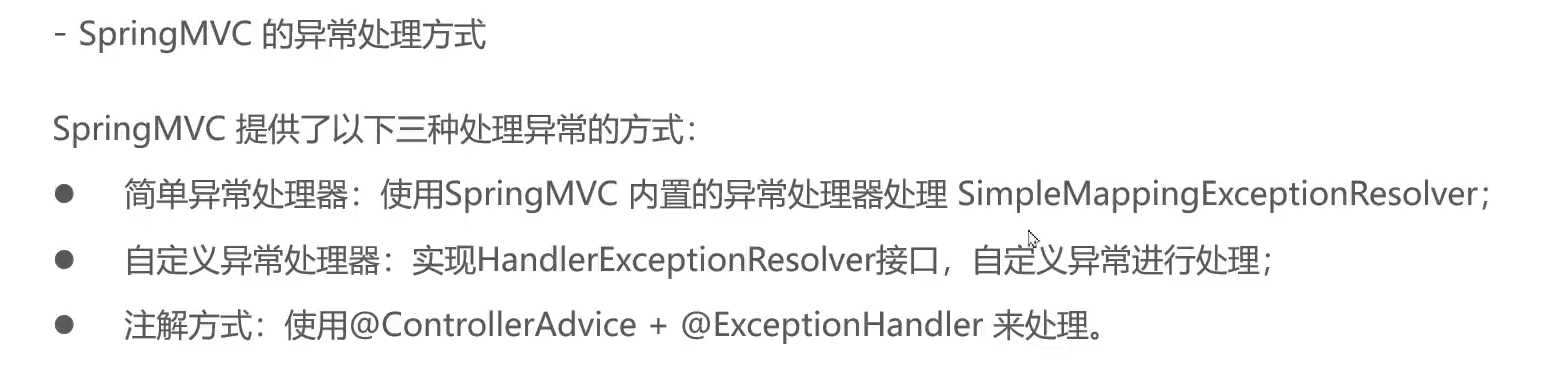 - SpringMVC 的异常处理方式
SpringMVC 提供了以下三种处理异常的方式：
● 简单异常处理器：使用SpringMVC 内置的异常处理器处理 SimpleMappingExceptionResolver；
● 自定义异常处理器：实现HandlerExceptionResolver接口，自定义异常进行处理；
● 注解方式：使用@ControllerAdvice + @ExceptionHandler 来处理。